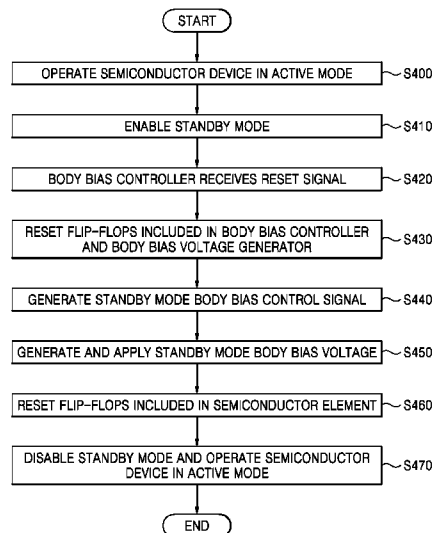 START
OPERATE SEMICONDUCTOR DEVICE IN ACTIVE MODE
S400
ENABLE STANDBY MODE
S410
BODY BIAS CONTROLLER RECEIVES RESET SIGNAL
S420
RESET FLIP-FLOPS INCLUDED IN BODY BIAS CONTROLLER
AND BODY BIAS VOLTAGE GENERATOR
S430
GENERATE STANDBY MODE BODY BIAS CONTROL SIGNAL
S440
GENERATE AND APPLY STANDBY MODE BODY BIAS VOLTAGE
S450
RESET FLIP-FLOPS INCLUDED IN SEMICONDUCTOR ELEMENT
S460
DISABLE STANDBY MODE AND OPERATE SEMICONDUCTOR
DEVICE IN ACTIVE MODE
S470
END